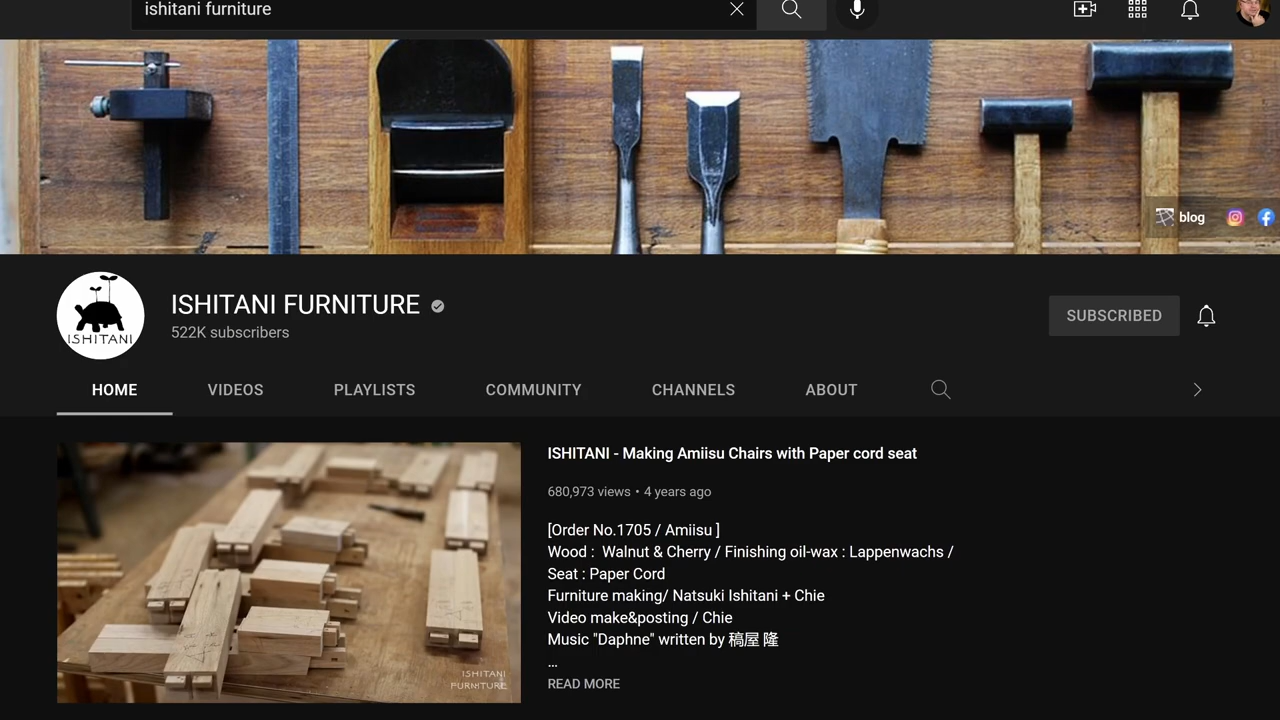 ishitani furniture
blog
ISHITANI
ISHITANI FURNITURE
522K subscribers
SUBSCRIBED
HOME VIDEOS PLAYLISTS COMMUNITY CHANNELS ABOUT
ISHITANI - Making Amiisu Chairs with Paper cord seat
680,973 views • 4 years ago
[Order No.1705 / Amiisu ]
Wood : Walnut & Cherry / Finishing oil-wax : Lappenwachs /
Seat : Paper Cord
Furniture making/ Natsuki Ishitani + Chie
Video make&posting / Chie
Music "Daphne" written by 稿屋 隆
...
READ MORE
ISHITANI
FURNITURE